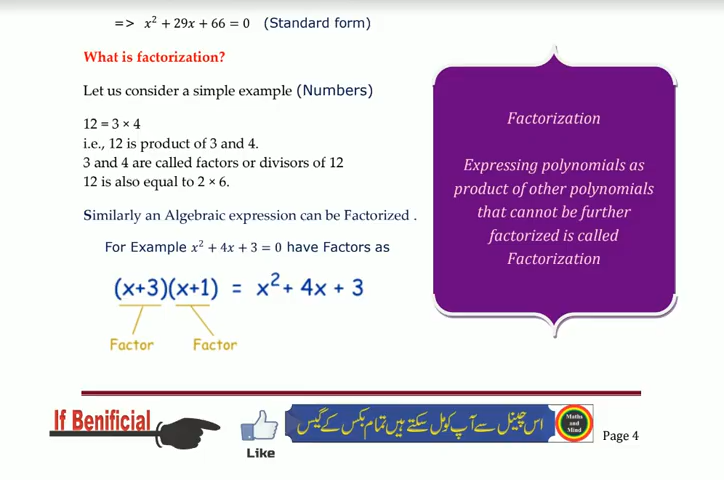 => x² + 29x + 66 = 0 (Standard form)
What is factorization?
Let us consider a simple example (Numbers)
12 = 3 × 4
i.e., 12 is product of 3 and 4.
3 and 4 are called factors or divisors of 12
12 is also equal to 2 × 6.
Similarly an Algebraic expression can be Factorized .
For Example x² + 4x + 3 = 0 have Factors as
(x+3)(x+1) = x² + 4x + 3
Factor Factor
Factorization
Expressing polynomials as
product of other polynomials
that cannot be further
factorized is called
Factorization
If Benificial
Like
اس چینل سے آپ کو مل سکتے ہیں تمام بکس کے گیس
Maths
and
Mind
Page 4